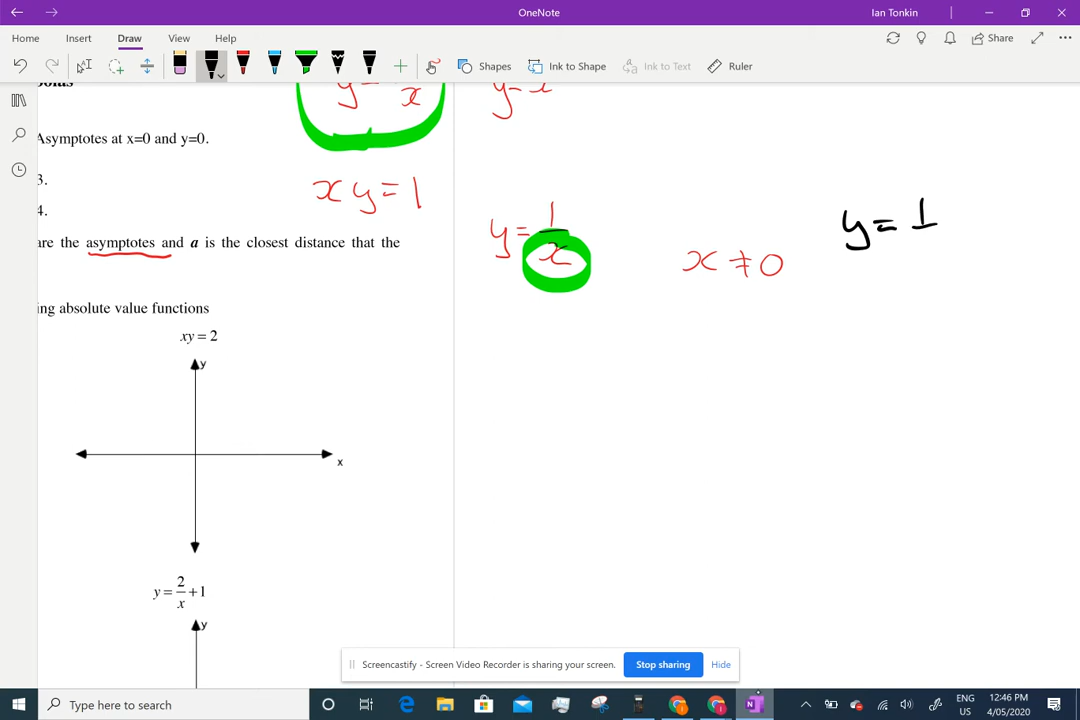 OneNote
Ian Tonkin
Home Insert Draw View Help
Share
Shapes Ink to Shape Ink to Text Ruler
y= x
y= x
Asymptotes at x=0 and y=0.
3.
xy=1
4.
y= 1/x
x ≠ 0
y= 1
are the asymptotes and a is the closest distance that the
ing absolute value functions
xy = 2
y
x
y = 2/x + 1
y
Screencastify - Screen Video Recorder is sharing your screen. Stop sharing Hide
Type here to search
ENG US
12:46 PM
4/05/2020